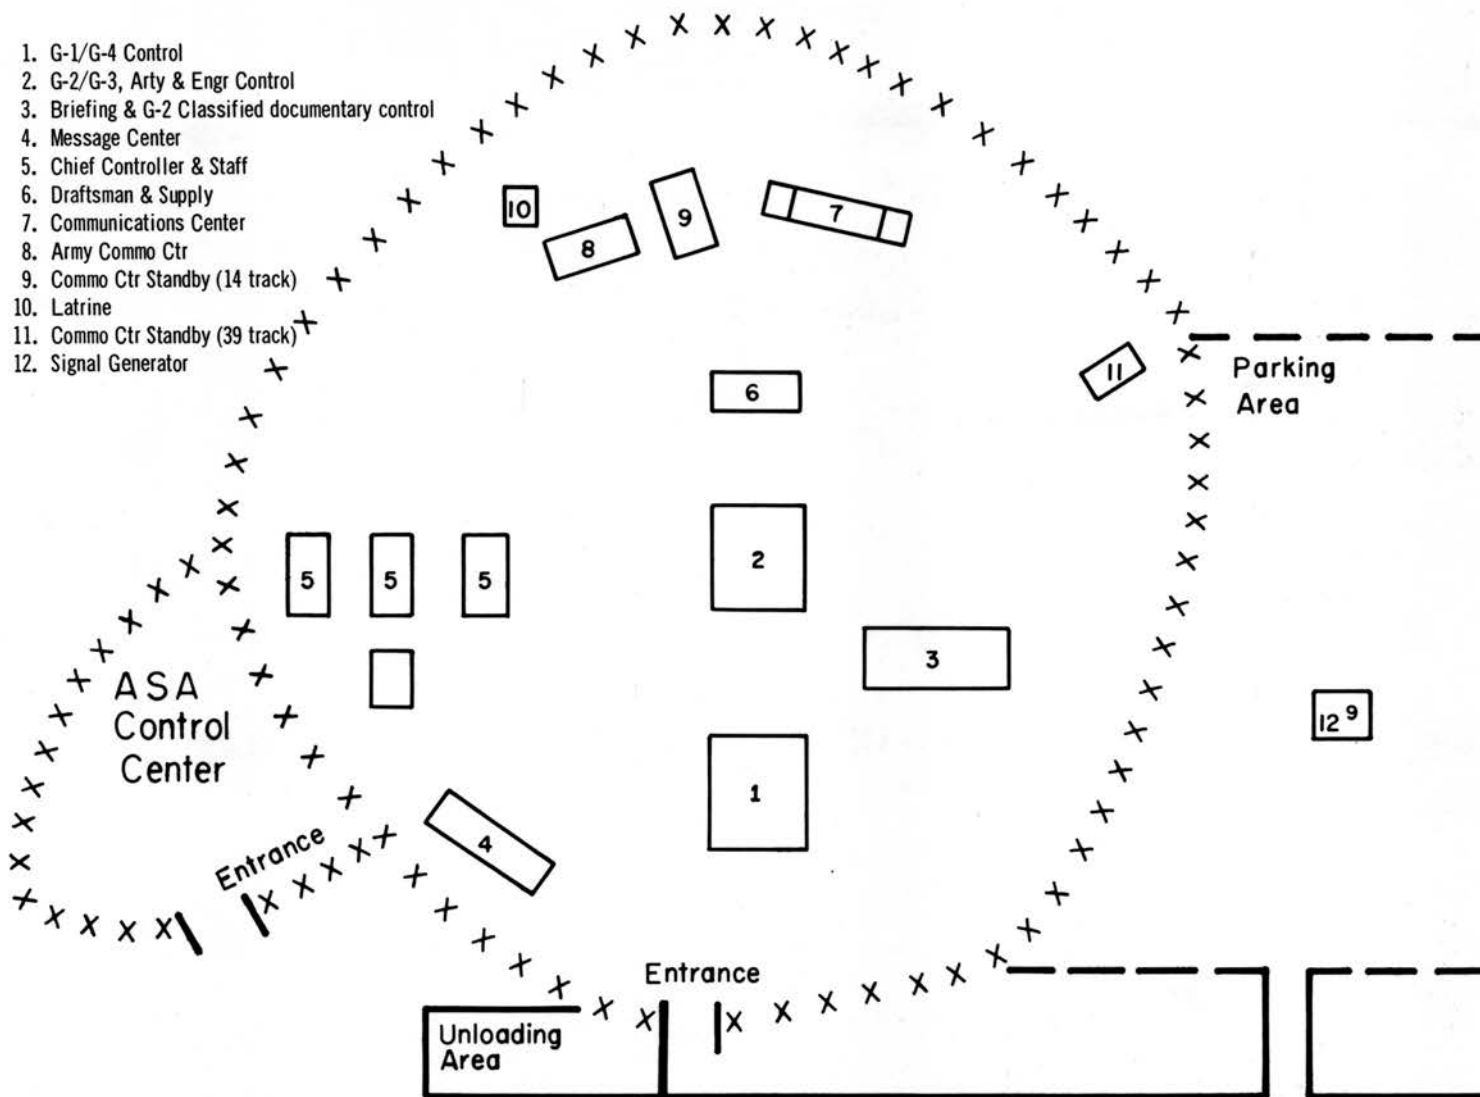 1. G-1/G-4 Control
2. G-2/G-3, Arty & Engr Control
3. Briefing & G-2 Classified documentary control
4. Message Center
5. Chief Controller & Staff
6. Draftsman & Supply
7. Communications Center
8. Army Commo Ctr
9. Commo Ctr Standby (14 track)
10. Latrine
11. Commo Ctr Standby (39 track)
12. Signal Generator
10
8
9
7
11
Parking
Area
6
5
5
5
2
3
ASA
Control
Center
12 9
1
4
Entrance
Entrance
Unloading
Area